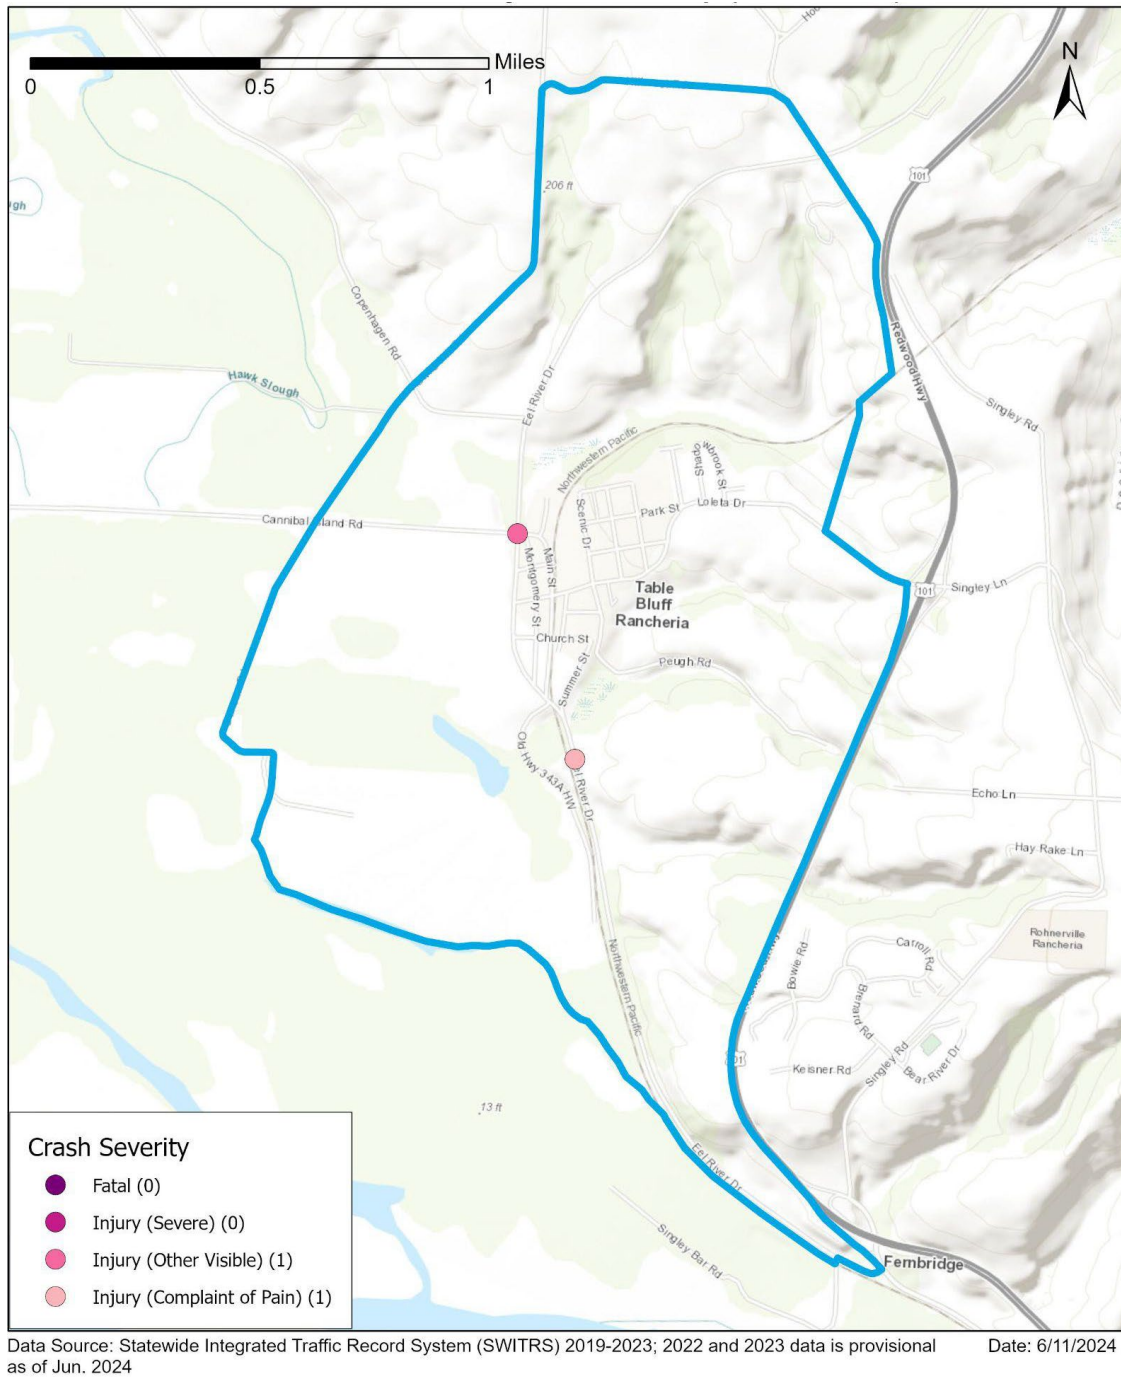 Miles
0 0.5 1
N
101
206 ft
Copenhagen Rd
Redwood Hwy
Hawk Slough
Eel River Dr
Singley Rd
Northwestern Pacific
Shadowbrook St
Scenic Dr
Park St
Loleta Dr
Cannibal Island Rd
Main St
Montgomery St
Table
Bluff
Rancheria
101
Singley Ln
Church St
Summer St
Peugh Rd
Old Hwy 343A HW
Eel River Dr
Echo Ln
Hay Rake Ln
Rohnerville
Rancheria
Carroll Rd
Bowie Rd
Brenard Rd
Northwestern Pacific
Singley Rd
Bear River Dr
Keisner Rd
13 ft
Eel River Dr
Singley Bar Rd
Fernbridge
Crash Severity
Fatal (0)
Injury (Severe) (0)
Injury (Other Visible) (1)
Injury (Complaint of Pain) (1)
Data Source: Statewide Integrated Traffic Record System (SWITRS) 2019-2023; 2022 and 2023 data is provisional
as of Jun. 2024
Date: 6/11/2024